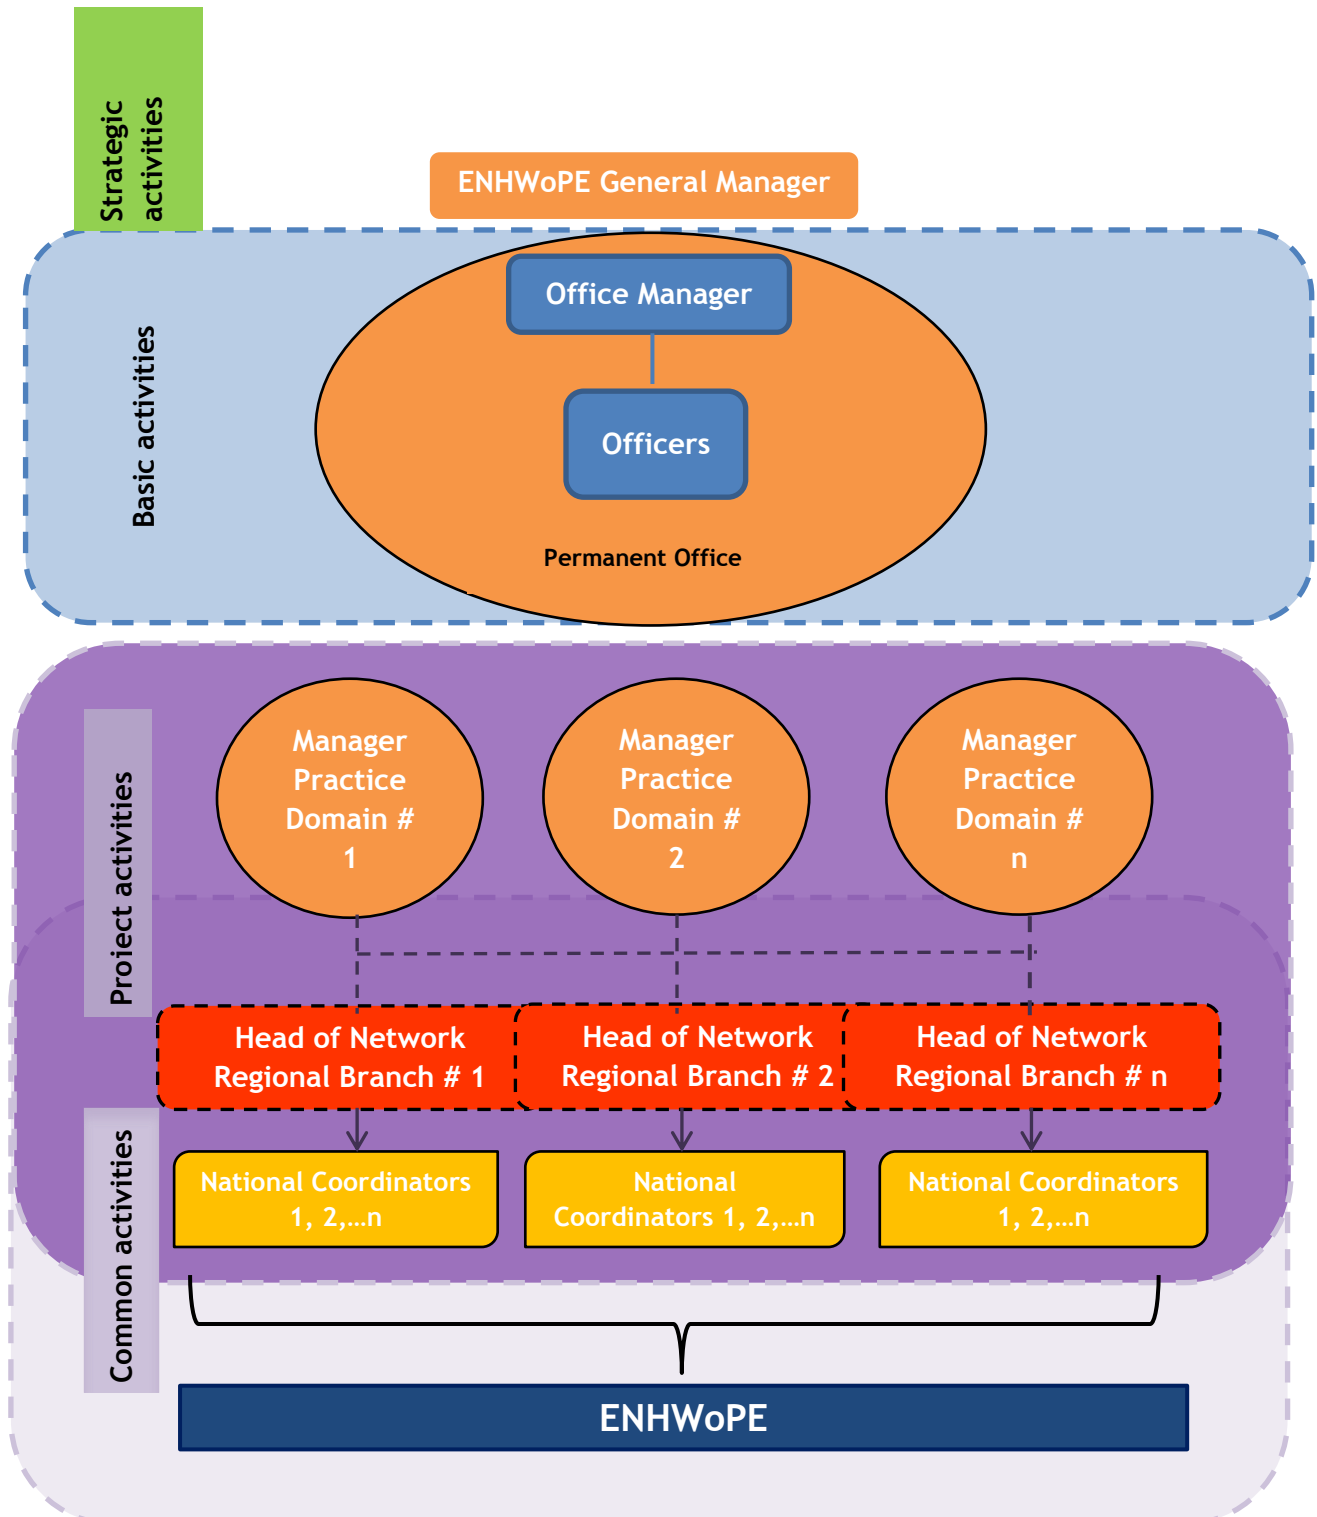 Strategic
activities
ENHWoPE General Manager
Basic activities
Office Manager
Officers
Permanent Office
Project activities
Manager
Practice
Domain #
1
Manager
Practice
Domain #
2
Manager
Practice
Domain #
n
Head of Network
Regional Branch # 1
Head of Network
Regional Branch # 2
Head of Network
Regional Branch # n
Common activities
National Coordinators
1, 2,...n
National
Coordinators 1, 2,...n
National Coordinators
1, 2,...n
ENHWoPE